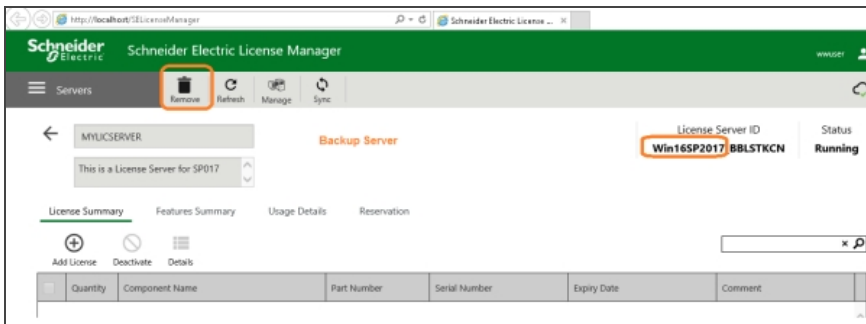 http://localhost/SELicenseManager
Schneider Electric License ...
Schneider Electric
Schneider Electric License Manager
wwuser
Servers
Remove
Refresh
Manage
Sync
MYLICSERVER
Backup Server
License Server ID
Status
Win16SP2017 BBLSTKCN
Running
This is a License Server for SP017
License Summary
Features Summary
Usage Details
Reservation
Add License
Deactivate
Details
Quantity
Component Name
Part Number
Serial Number
Expiry Date
Comment